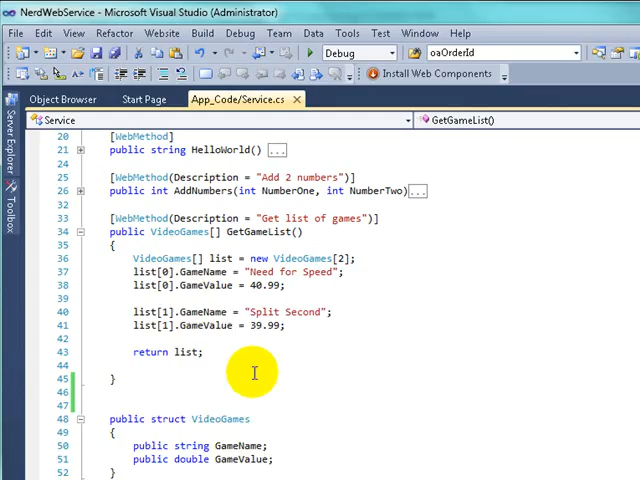 NerdWebService - Microsoft Visual Studio (Administrator)
File Edit View Refactor Website Build Debug Team Data Tools Test Window Help
Debug oaOrderId
Install Web Components
Object Browser Start Page App_Code/Service.cs
Service GetGameList()
Server Explorer
Toolbox
20 [WebMethod]
21 public string HelloWorld() ...
24
25 [WebMethod(Description = "Add 2 numbers")]
26 public int AddNumbers(int NumberOne, int NumberTwo) ...
32
33 [WebMethod(Description = "Get list of games")]
34 public VideoGames[] GetGameList()
35 {
36 VideoGames[] list = new VideoGames[2];
37 list[0].GameName = "Need for Speed";
38 list[0].GameValue = 40.99;
39
40 list[1].GameName = "Split Second";
41 list[1].GameValue = 39.99;
42
43 return list;
44
45 }
46
47
48 public struct VideoGames
49 {
50 public string GameName;
51 public double GameValue;
52 }